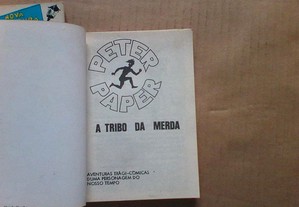 PETER
PAPER
A TRIBO DA MERDA
AVENTURAS TRÁGI-CÓMICAS
DUMA PERSONAGEM DO
NOSSO TEMPO